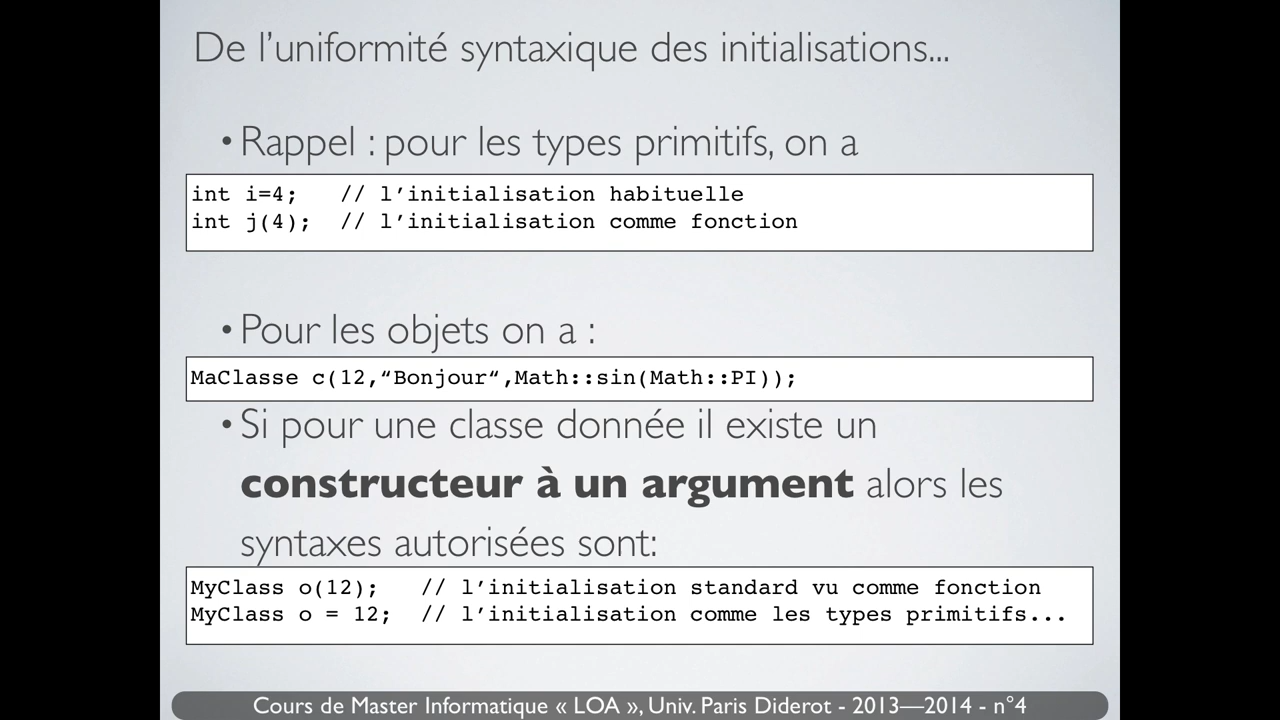 De l’uniformité syntaxique des initialisations...
• Rappel : pour les types primitifs, on a
int i=4;   // l’initialisation habituelle
int j(4);  // l’initialisation comme fonction
• Pour les objets on a :
MaClasse c(12,“Bonjour“,Math::sin(Math::PI));
• Si pour une classe donnée il existe un
constructeur à un argument alors les
syntaxes autorisées sont:
MyClass o(12);   // l’initialisation standard vu comme fonction
MyClass o = 12;  // l’initialisation comme les types primitifs...
Cours de Master Informatique « LOA », Univ. Paris Diderot - 2013—2014 - n°4